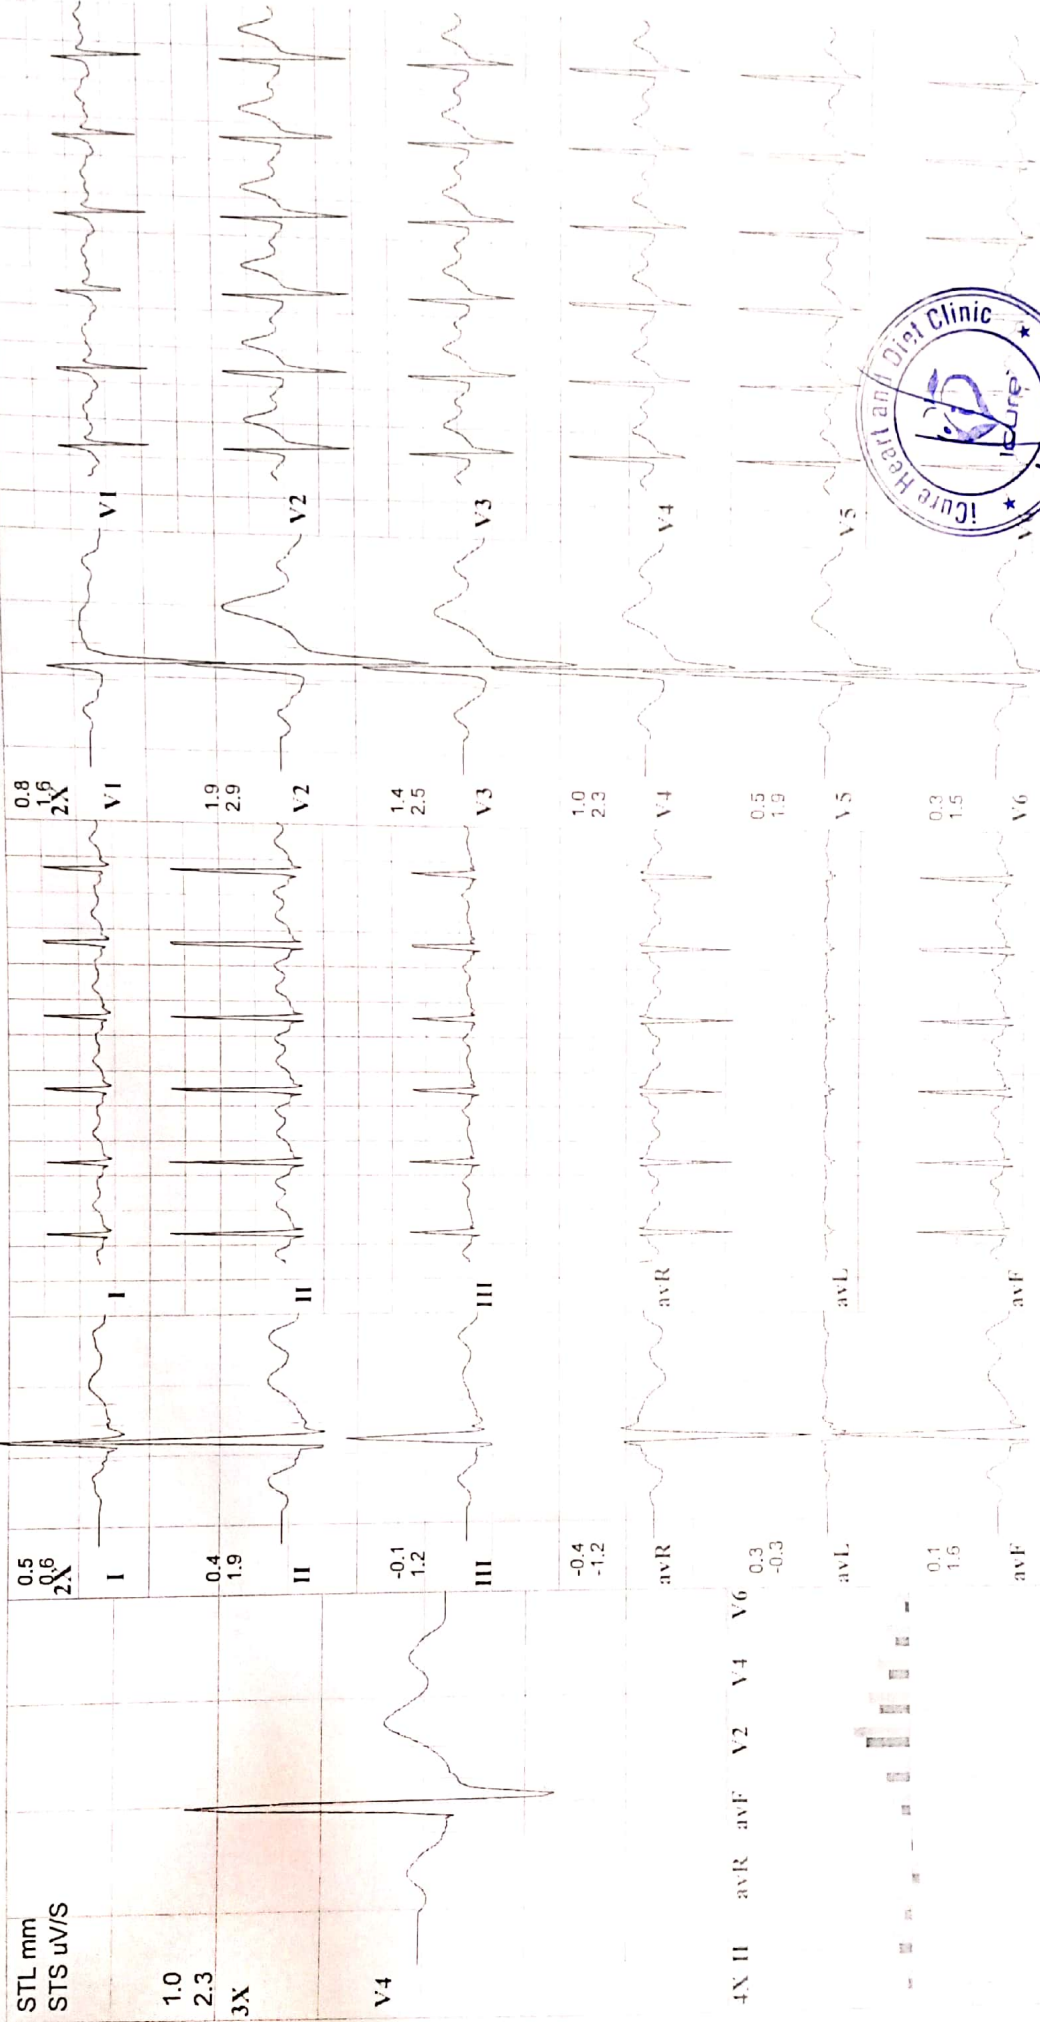 STL mm
STS uV/S
1.0
2.3
3X
V4
4X II avR avF V2 V4 V6
0.5
0.6
2X
I
0.4
1.9
II
-0.1
1.2
III
-0.4
-1.2
avR
0.3
-0.3
avL
0.1
1.6
avF
I
II
III
avR
avL
avF
0.8
1.6
2X
V1
1.9
2.9
V2
1.4
2.5
V3
1.0
2.3
V4
0.5
1.9
V5
0.3
1.5
V6
V1
V2
V3
V4
V5
iCure Heart and Diet Clinic
icure